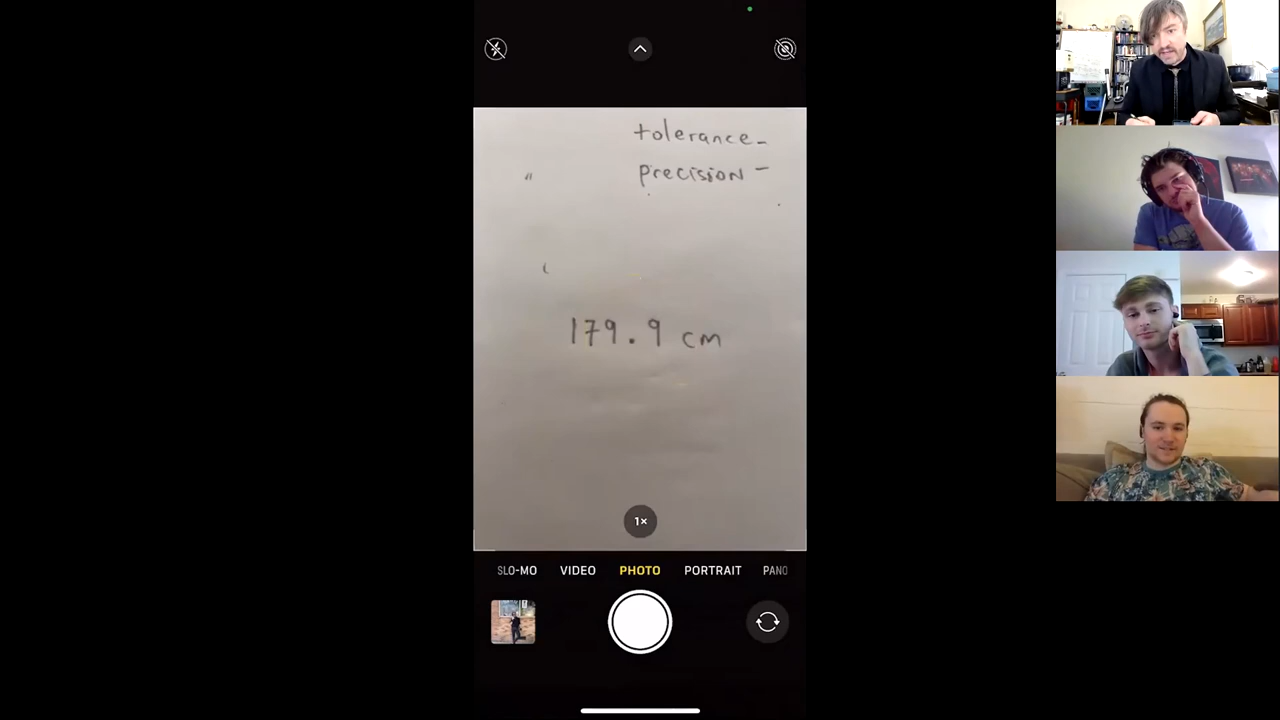 tolerance-
precision -
179.9 cm
1×
SLO-MO
VIDEO
PHOTO
PORTRAIT
PANO